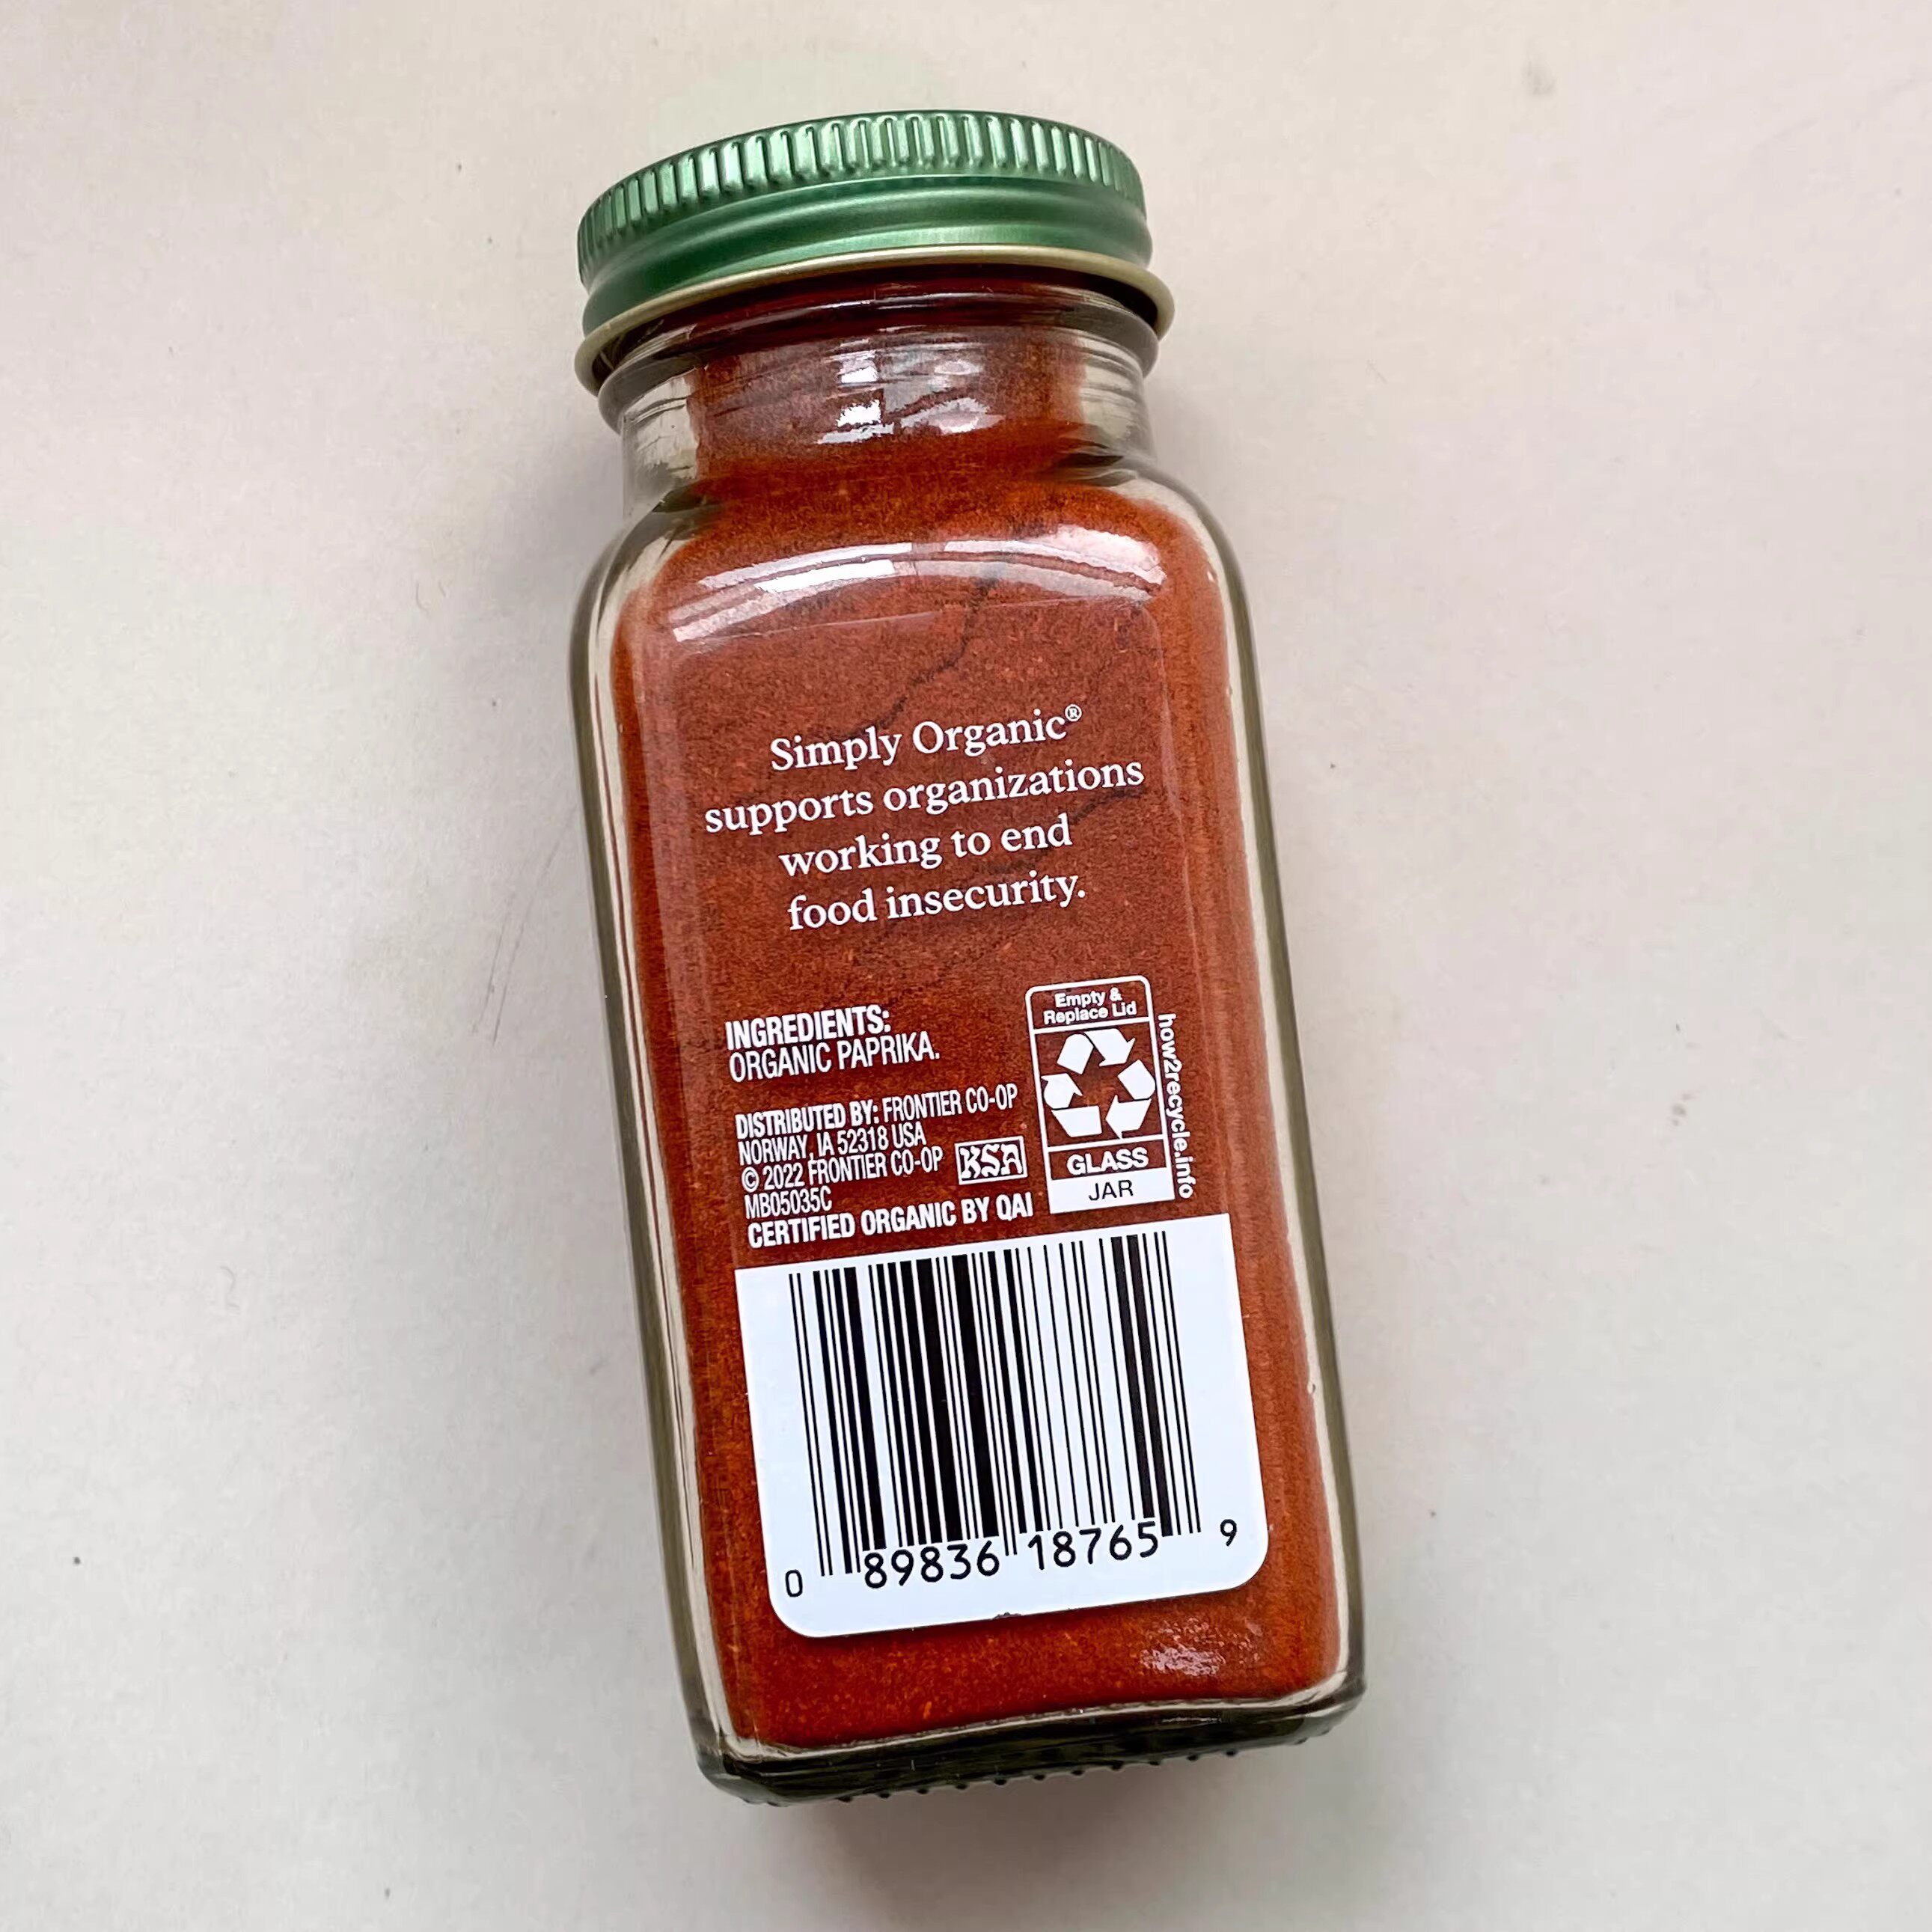 Simply Organic®
supports organizations
working to end
food insecurity.
INGREDIENTS:
ORGANIC PAPRIKA.
DISTRIBUTED BY: FRONTIER CO-OP
NORWAY, IA 52318 USA
© 2022 FRONTIER CO-OP
MB05035C
CERTIFIED ORGANIC BY QAI
KSA
Empty &
Replace Lid
GLASS
JAR
how2recycle.info
0 89836 18765 9